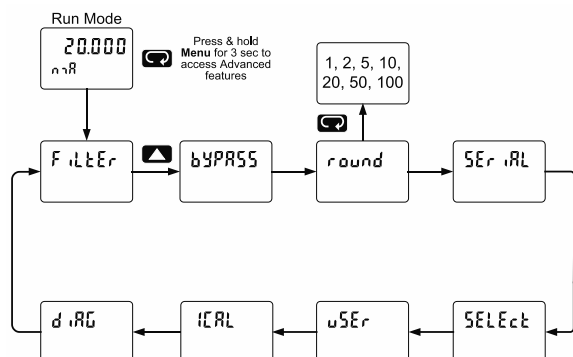 Run Mode
20.000
mA
Press & hold
Menu for 3 sec to
access Advanced
features
1, 2, 5, 10,
20, 50, 100
FiLtEr
bYPASS
round
SEriAL
diAG
ICAL
uSEr
SELEct